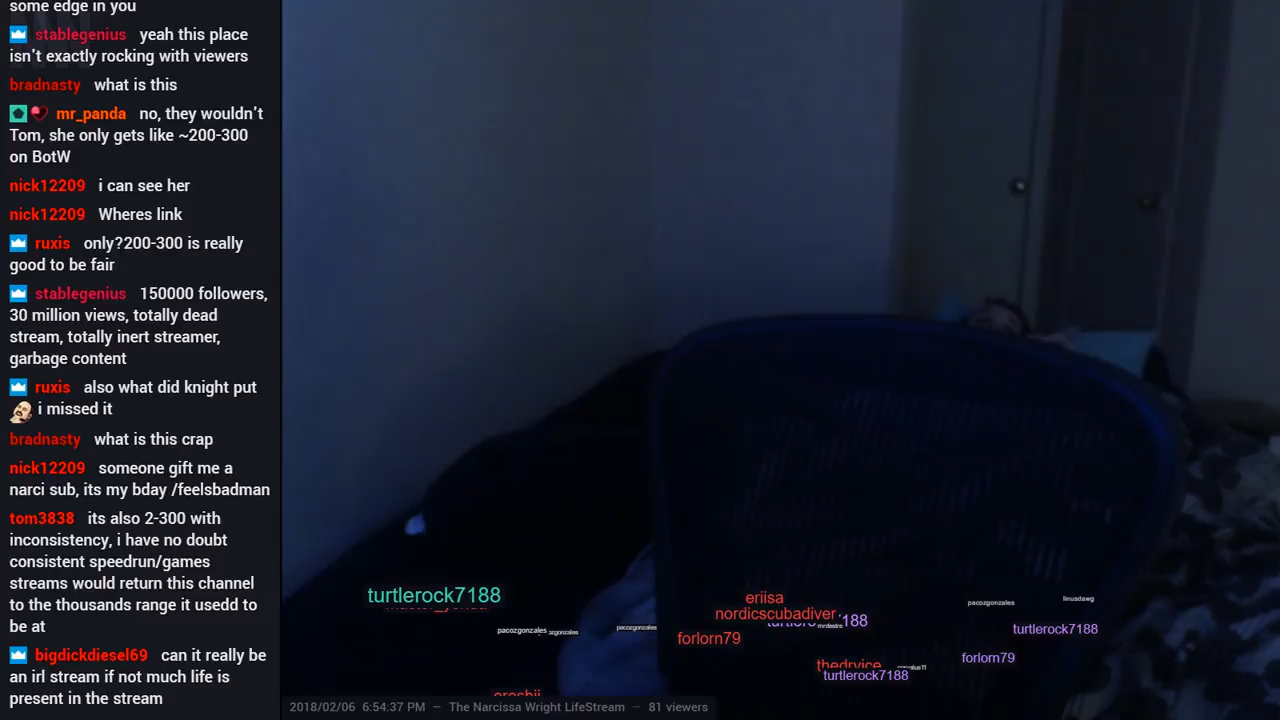 some edge in you
stablegenius yeah this place
isn't exactly rocking with viewers
bradnasty what is this
mr_panda no, they wouldn't
Tom, she only gets like ~200-300
on BotW
nick12209 i can see her
nick12209 Wheres link
ruxis only?200-300 is really
good to be fair
stablegenius 150000 followers,
30 million views, totally dead
stream, totally inert streamer,
garbage content
ruxis also what did knight put
i missed it
bradnasty what is this crap
nick12209 someone gift me a
narci sub, its my bday /feelsbadman
tom3838 its also 2-300 with
inconsistency, i have no doubt
consistent speedrun/games
streams would return this channel
to the thousands range it usedd to
be at
bigdickdiesel69 can it really be
an irl stream if not much life is
present in the stream
turtlerock7188
eriisa
pacozgonzales
linusdawg
nordicscubadiver
188
pacozgonzales
pacozgonzales
turtlerock7188
forlorn79
forlorn79
thedrvice
turtlerock7188
2018/02/06 6:54:37 PM – The Narcissa Wright LifeStream – 81 viewers